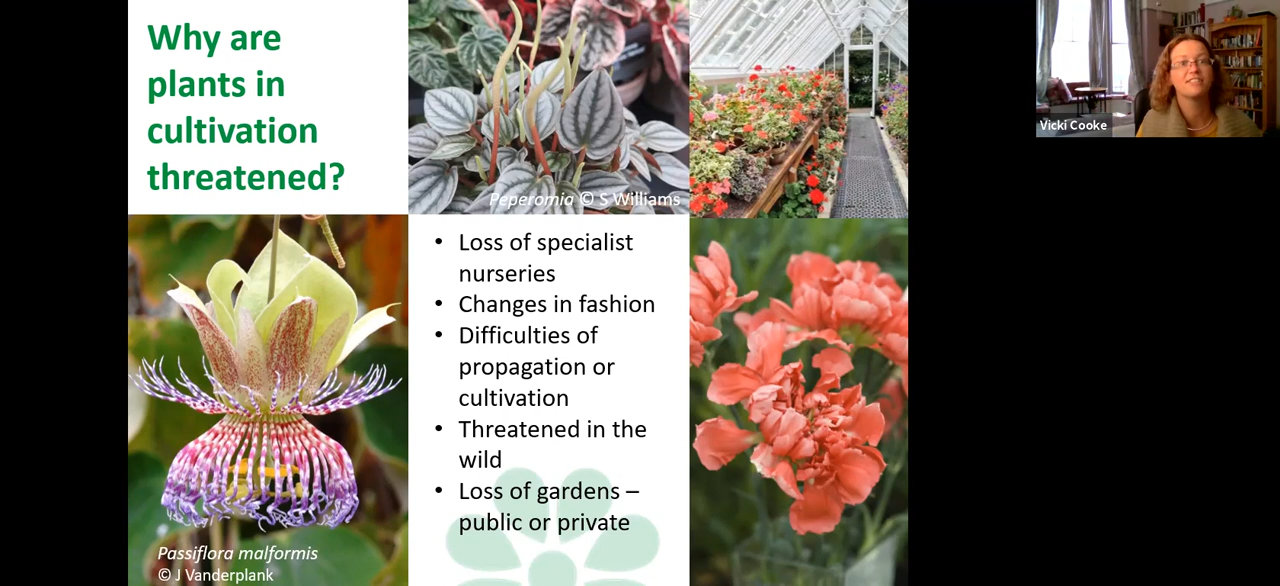 Why are
plants in
cultivation
threatened?
Peperomia © S Williams
Vicki Cooke
• Loss of specialist
nurseries
• Changes in fashion
• Difficulties of
propagation or
cultivation
• Threatened in the
wild
• Loss of gardens –
public or private
Passiflora malformis
© J Vanderplank